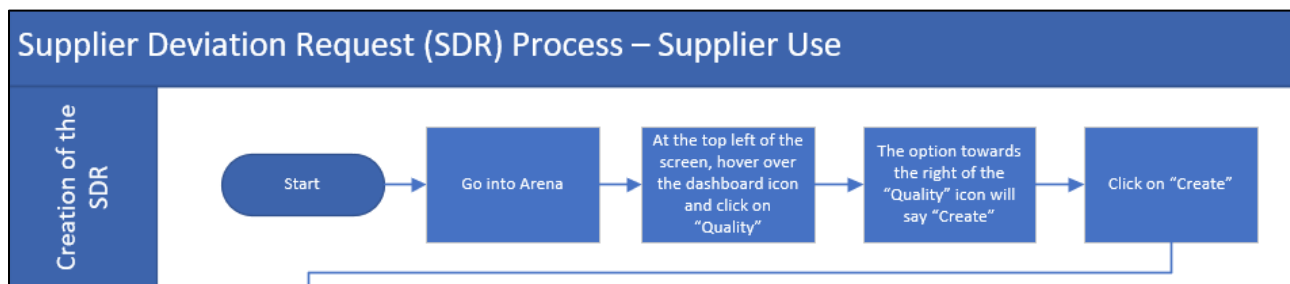 Supplier Deviation Request (SDR) Process – Supplier Use
Creation of the
SDR
Start
Go into Arena
At the top left of the
screen, hover over
the dashboard icon
and click on
“Quality”
The option towards
the right of the
“Quality” icon will
say “Create”
Click on “Create”